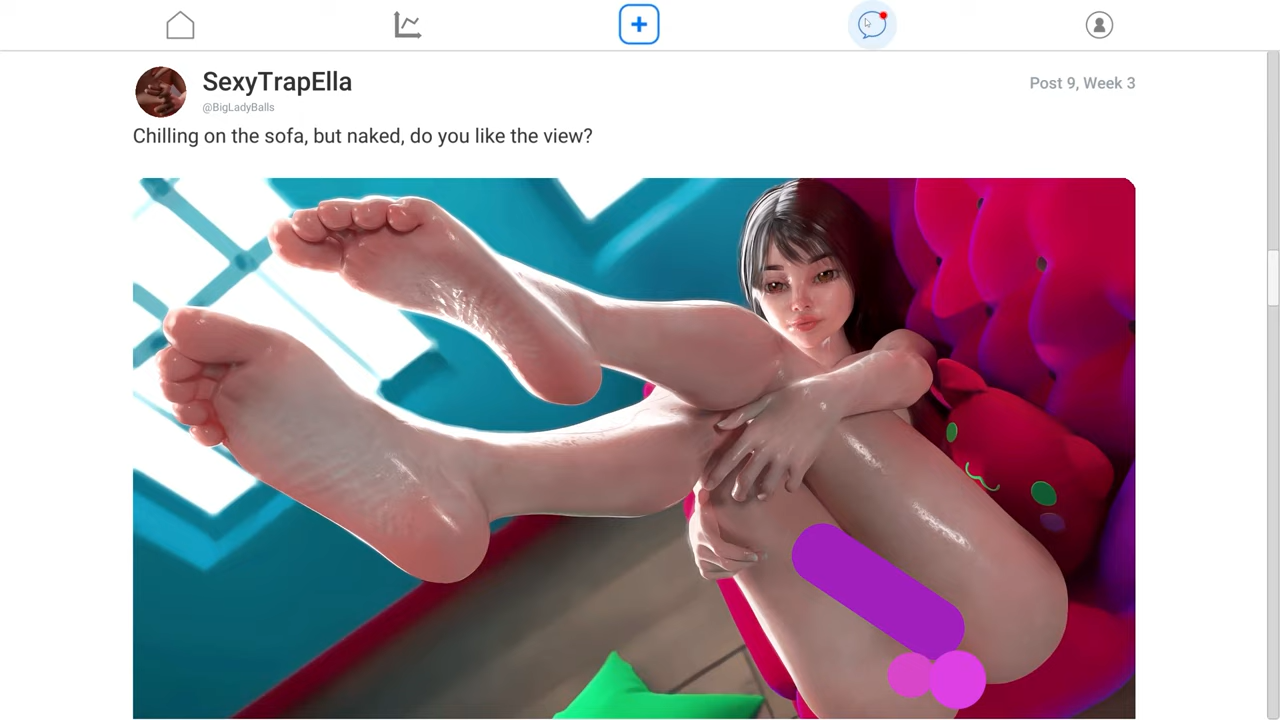 SexyTrapElla
Post 9, Week 3
@BigLadyBalls
Chilling on the sofa, but naked, do you like the view?